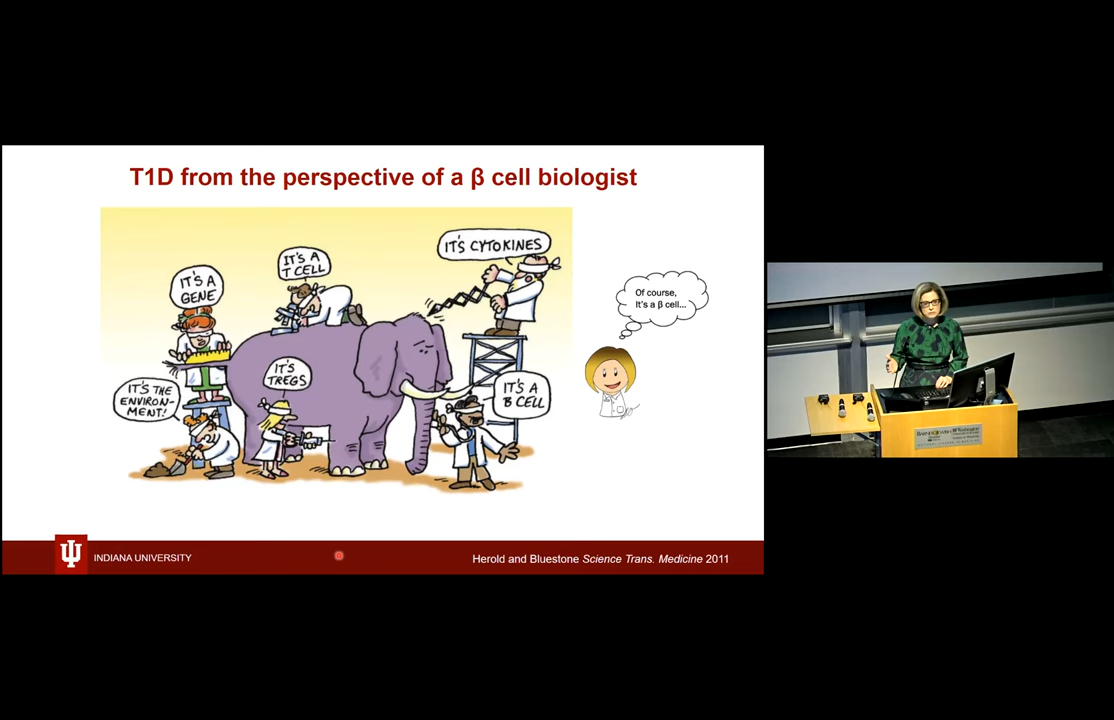 T1D from the perspective of a β cell biologist
IT'S A
GENE
IT'S A
T CELL
IT'S CYTOKINES
Of course,
It's a β cell...
IT'S THE
ENVIRON-
MENT!
IT'S
TREGS
IT'S A
B CELL
INDIANA UNIVERSITY
Herold and Bluestone Science Trans. Medicine 2011